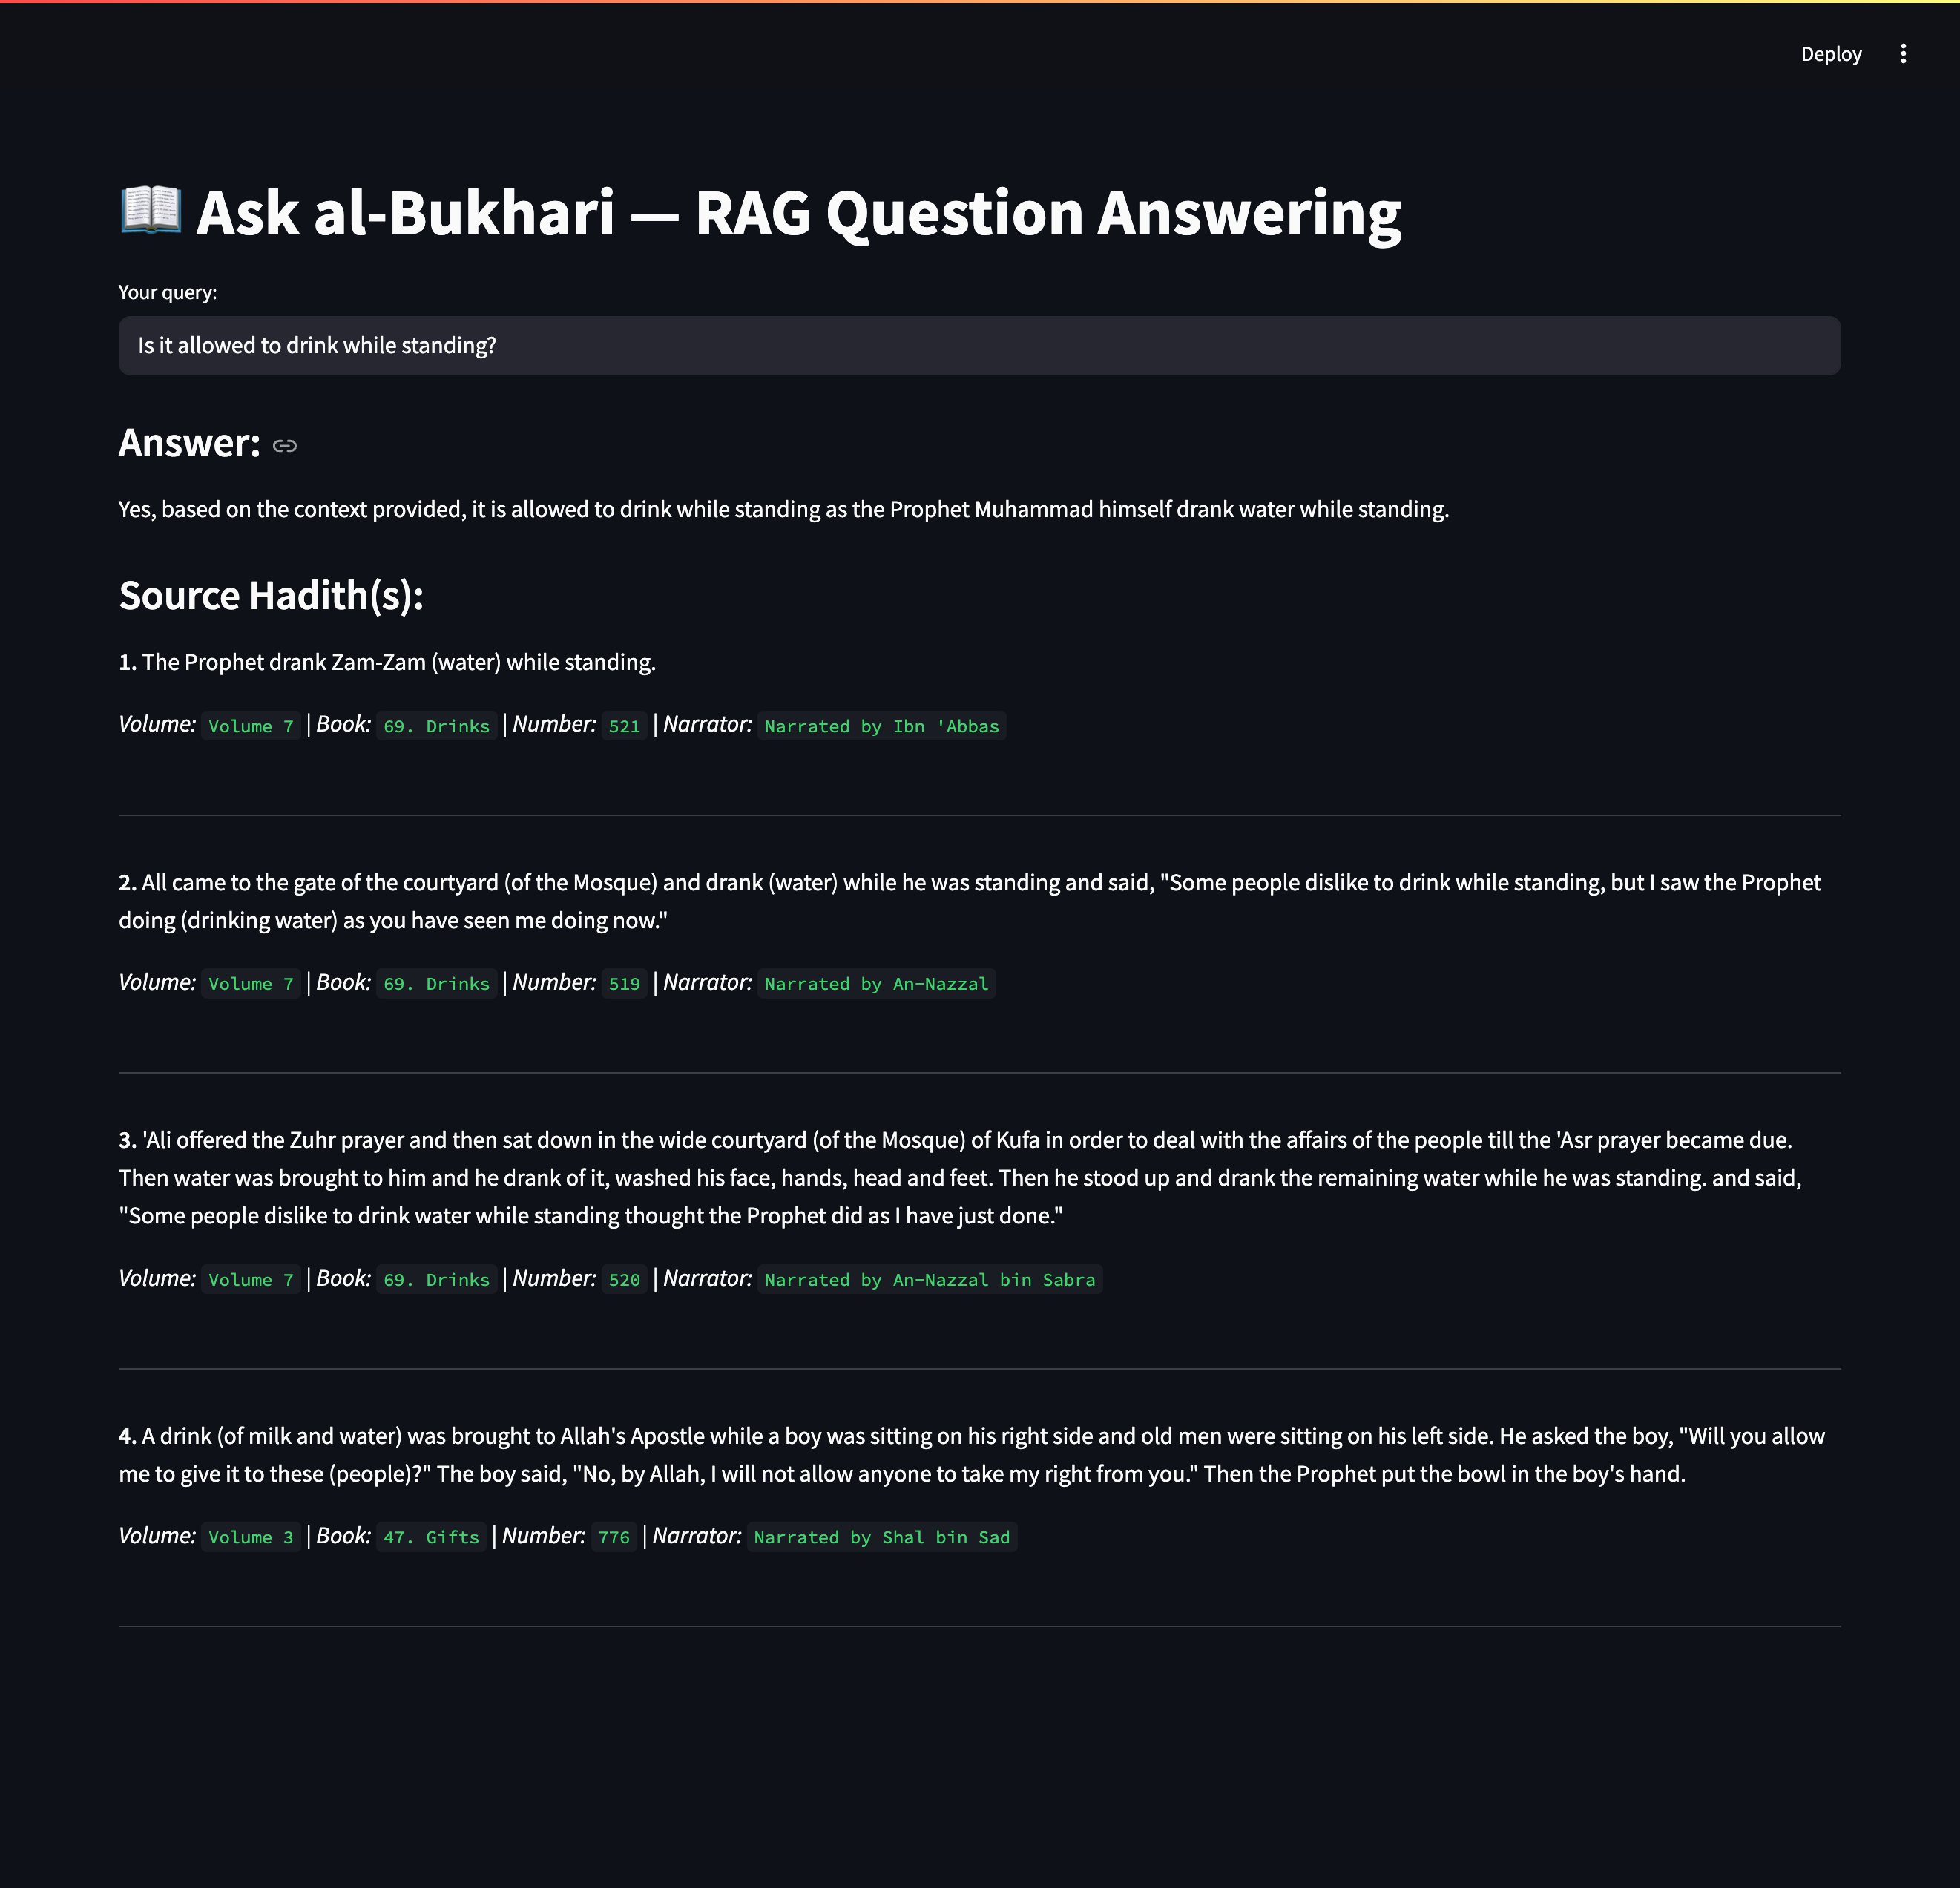 Deploy
📖 Ask al-Bukhari — RAG Question Answering
Your query:
Is it allowed to drink while standing?
Answer:
Yes, based on the context provided, it is allowed to drink while standing as the Prophet Muhammad himself drank water while standing.
Source Hadith(s):
1. The Prophet drank Zam-Zam (water) while standing.
Volume: Volume 7 | Book: 69. Drinks | Number: 521 | Narrator: Narrated by Ibn 'Abbas
2. All came to the gate of the courtyard (of the Mosque) and drank (water) while he was standing and said, "Some people dislike to drink while standing, but I saw the Prophet
doing (drinking water) as you have seen me doing now."
Volume: Volume 7 | Book: 69. Drinks | Number: 519 | Narrator: Narrated by An-Nazzal
3. 'Ali offered the Zuhr prayer and then sat down in the wide courtyard (of the Mosque) of Kufa in order to deal with the affairs of the people till the 'Asr prayer became due.
Then water was brought to him and he drank of it, washed his face, hands, head and feet. Then he stood up and drank the remaining water while he was standing. and said,
"Some people dislike to drink water while standing thought the Prophet did as I have just done."
Volume: Volume 7 | Book: 69. Drinks | Number: 520 | Narrator: Narrated by An-Nazzal bin Sabra
4. A drink (of milk and water) was brought to Allah's Apostle while a boy was sitting on his right side and old men were sitting on his left side. He asked the boy, "Will you allow
me to give it to these (people)?" The boy said, "No, by Allah, I will not allow anyone to take my right from you." Then the Prophet put the bowl in the boy's hand.
Volume: Volume 3 | Book: 47. Gifts | Number: 776 | Narrator: Narrated by Shal bin Sad